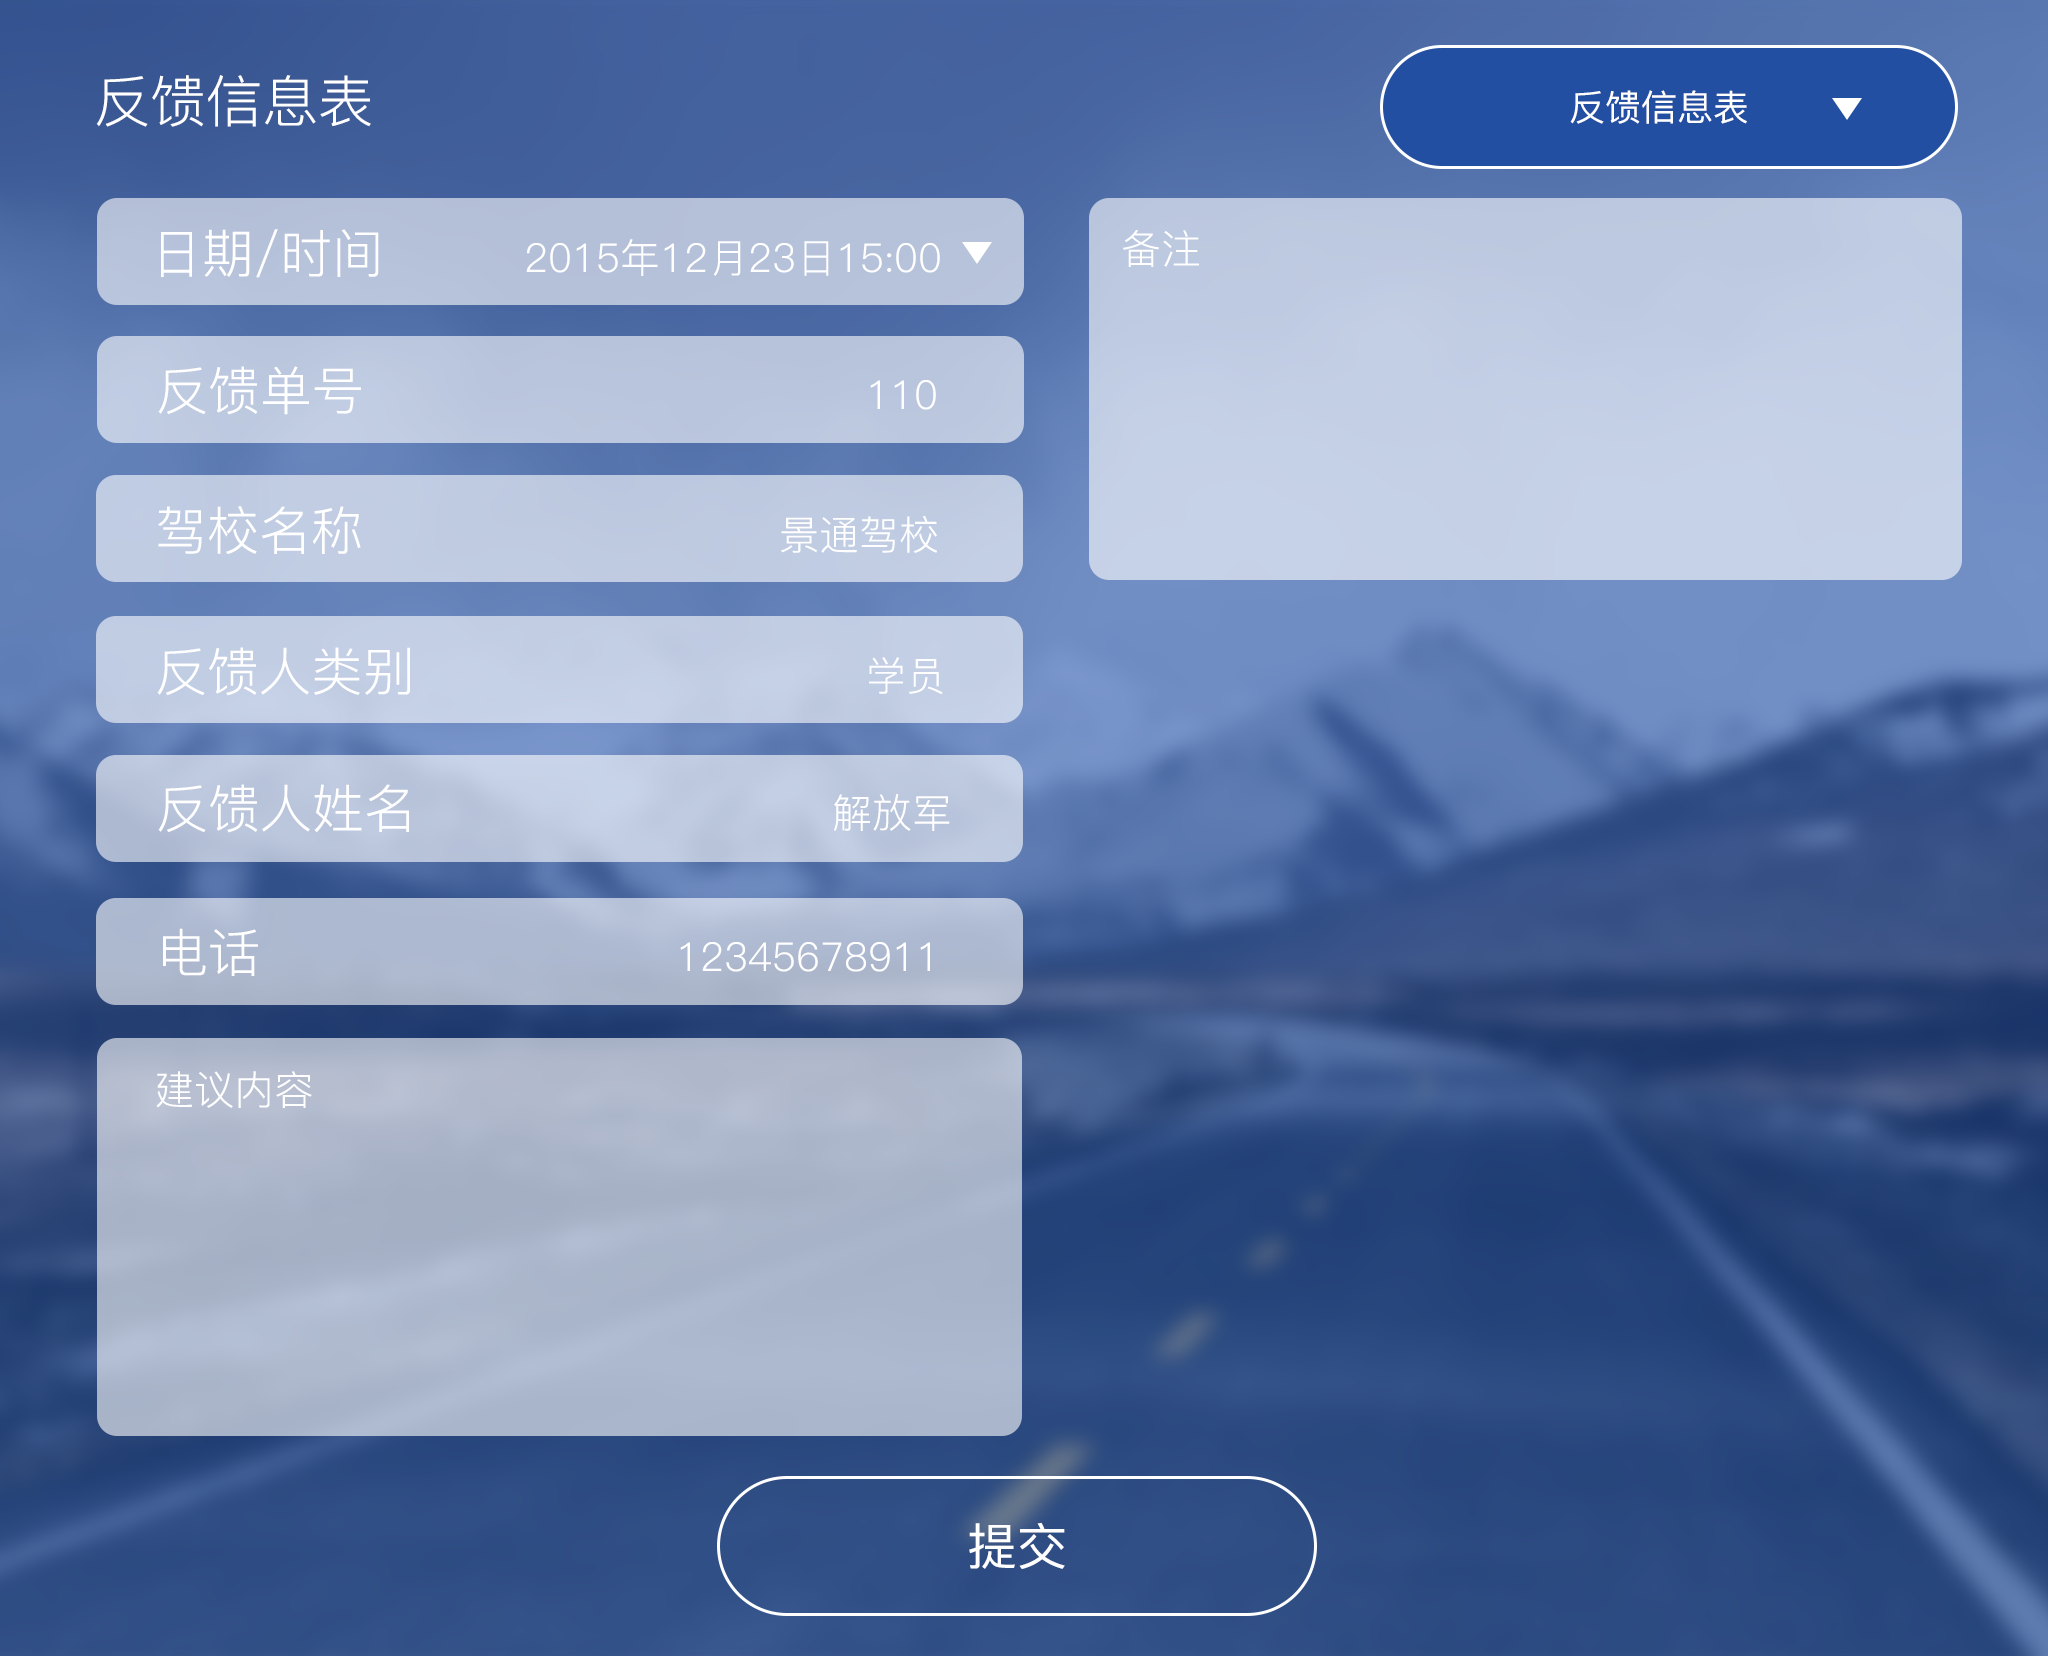 反馈信息表
反馈信息表
日期/时间 2015年12月23日15:00
备注
反馈单号 110
驾校名称 景通驾校
反馈人类别 学员
反馈人姓名 解放军
电话 12345678911
建议内容
提交